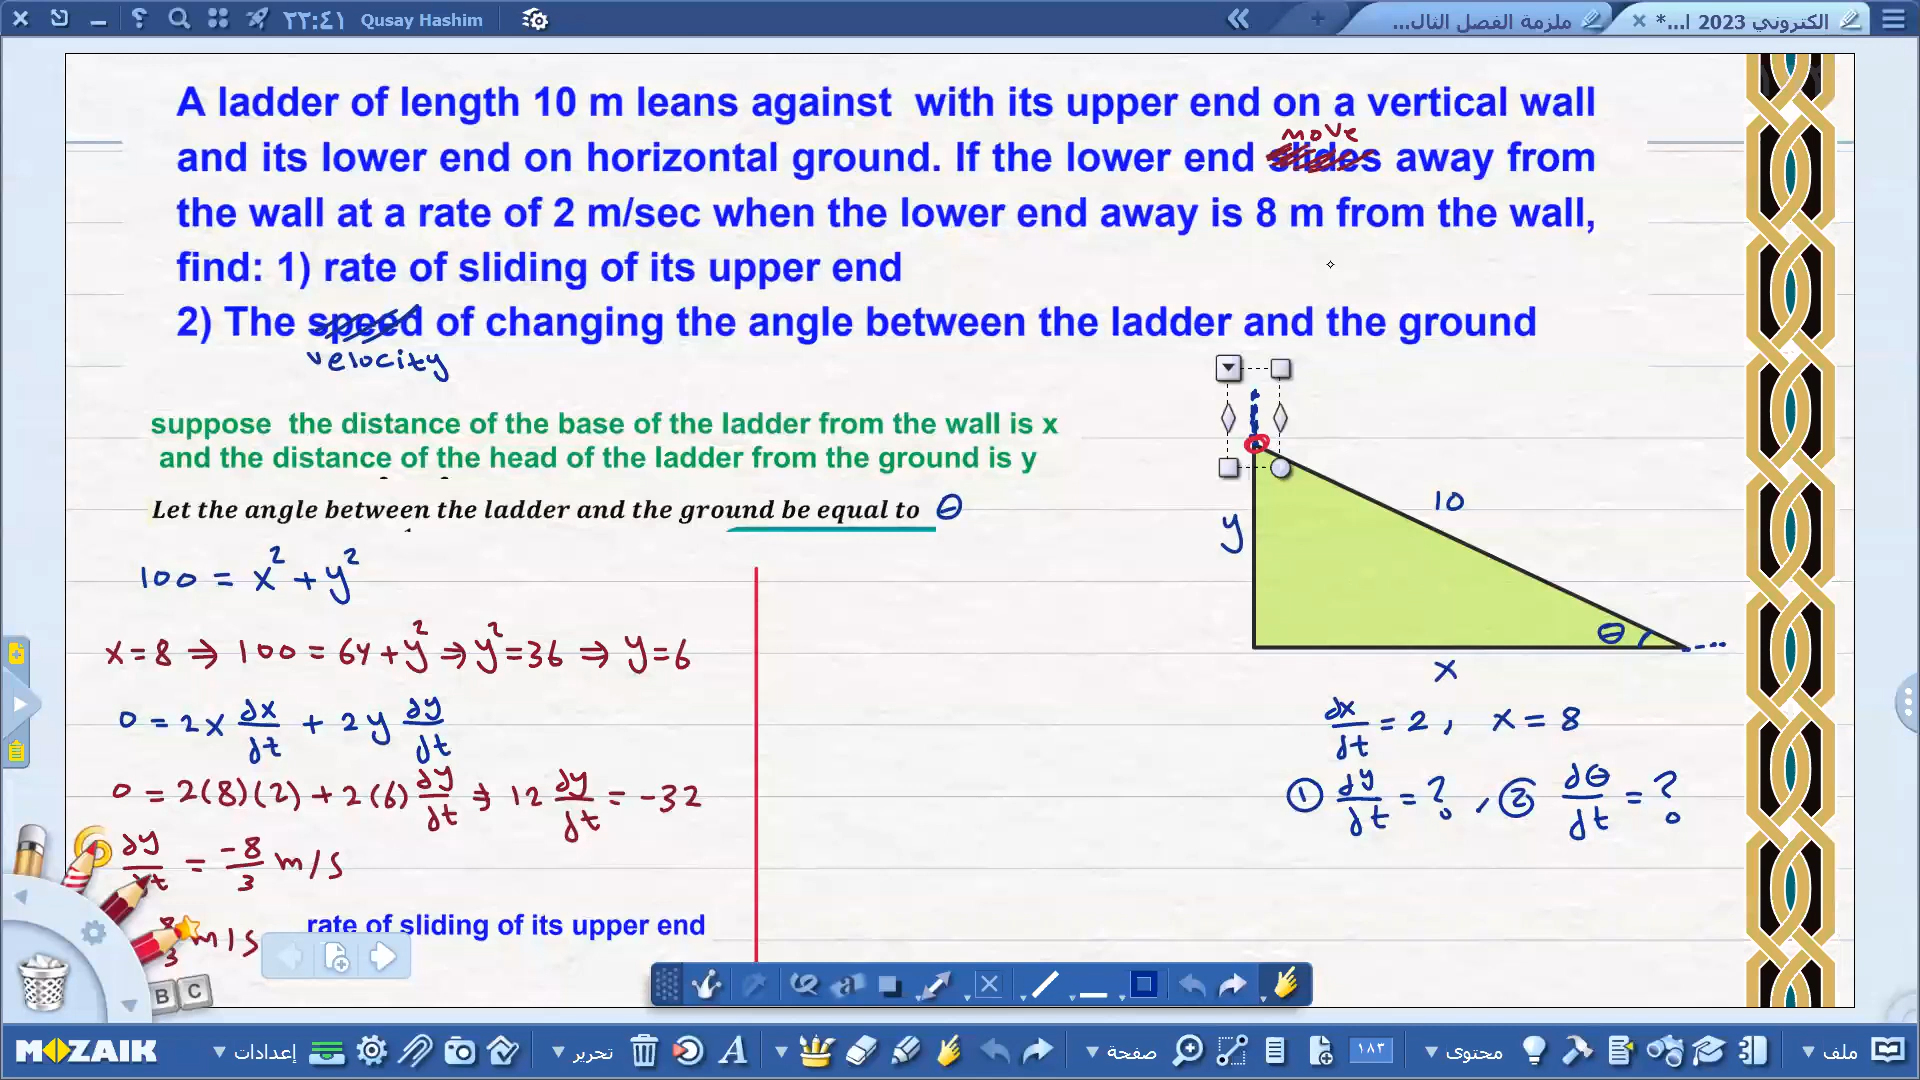 ٢٣:٤١ Qusay Hashim
ملزمة الفصل الثال...
الكتروني 2023 ا...*
A ladder of length 10 m leans against with its upper end on a vertical wall
move
and its lower end on horizontal ground. If the lower end slides away from
the wall at a rate of 2 m/sec when the lower end away is 8 m from the wall,
find: 1) rate of sliding of its upper end
2) The speed of changing the angle between the ladder and the ground
velocity
suppose the distance of the base of the ladder from the wall is x
and the distance of the head of the ladder from the ground is y
Let the angle between the ladder and the ground be equal to θ
100 = x² + y²
x = 8 ⇒ 100 = 64 + y² ⇒ y² = 36 ⇒ y = 6
0 = 2x dx/dt + 2y dy/dt
0 = 2(8)(2) + 2(6) dy/dt ⇒ 12 dy/dt = -32
dy/dt = -8/3 m/s
8/3 m/s rate of sliding of its upper end
10
y
θ
x
dx/dt = 2, x = 8
① dy/dt = ?, ② dθ/dt = ?
B C
MOZAIK
إعدادات
تحرير
A
صفحة
١٨٣
محتوى
ملف